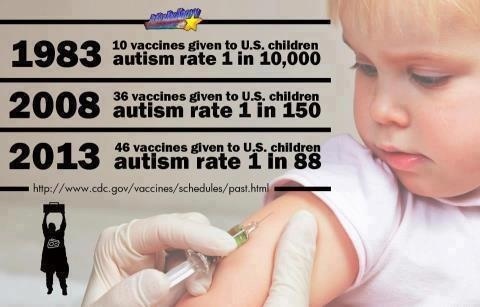 1983 10 vaccines given to U.S. children
autism rate 1 in 10,000
2008 36 vaccines given to U.S. children
autism rate 1 in 150
2013 46 vaccines given to U.S. children
autism rate 1 in 88
http://www.cdc.gov/vaccines/schedules/past.html